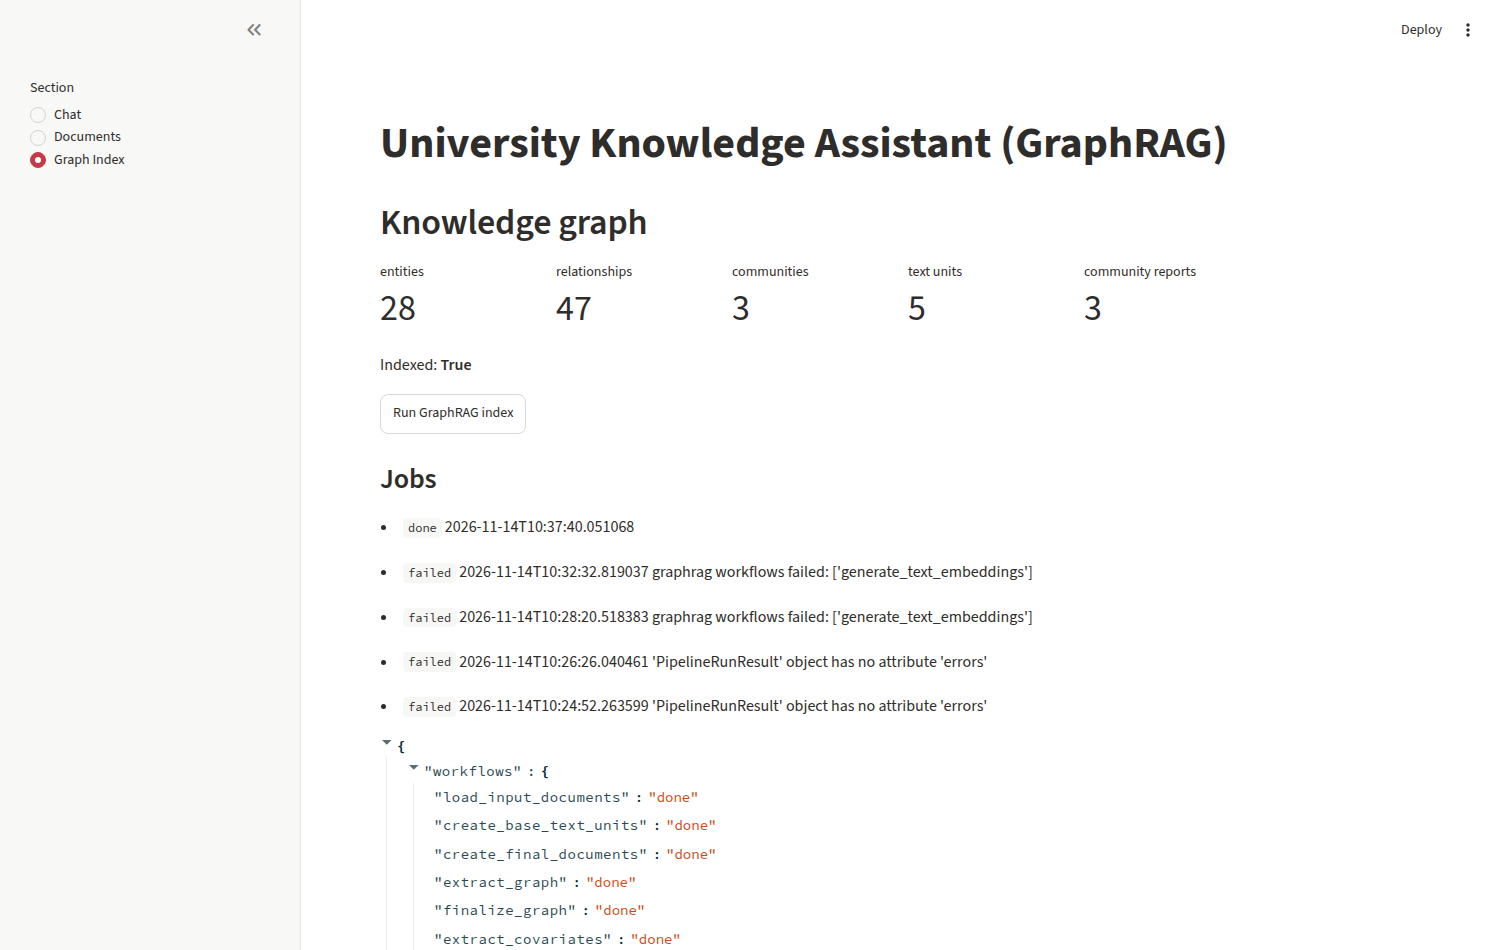 Deploy
Section
Chat
Documents
Graph Index
University Knowledge Assistant (GraphRAG)
Knowledge graph
entities relationships communities text units community reports
28 47 3 5 3
Indexed: True
Run GraphRAG index
Jobs
done 2026-11-14T10:37:40.051068
failed 2026-11-14T10:32:32.819037 graphrag workflows failed: ['generate_text_embeddings']
failed 2026-11-14T10:28:20.518383 graphrag workflows failed: ['generate_text_embeddings']
failed 2026-11-14T10:26:26.040461 'PipelineRunResult' object has no attribute 'errors'
failed 2026-11-14T10:24:52.263599 'PipelineRunResult' object has no attribute 'errors'
{
"workflows" : {
"load_input_documents" : "done"
"create_base_text_units" : "done"
"create_final_documents" : "done"
"extract_graph" : "done"
"finalize_graph" : "done"
"extract_covariates" : "done"